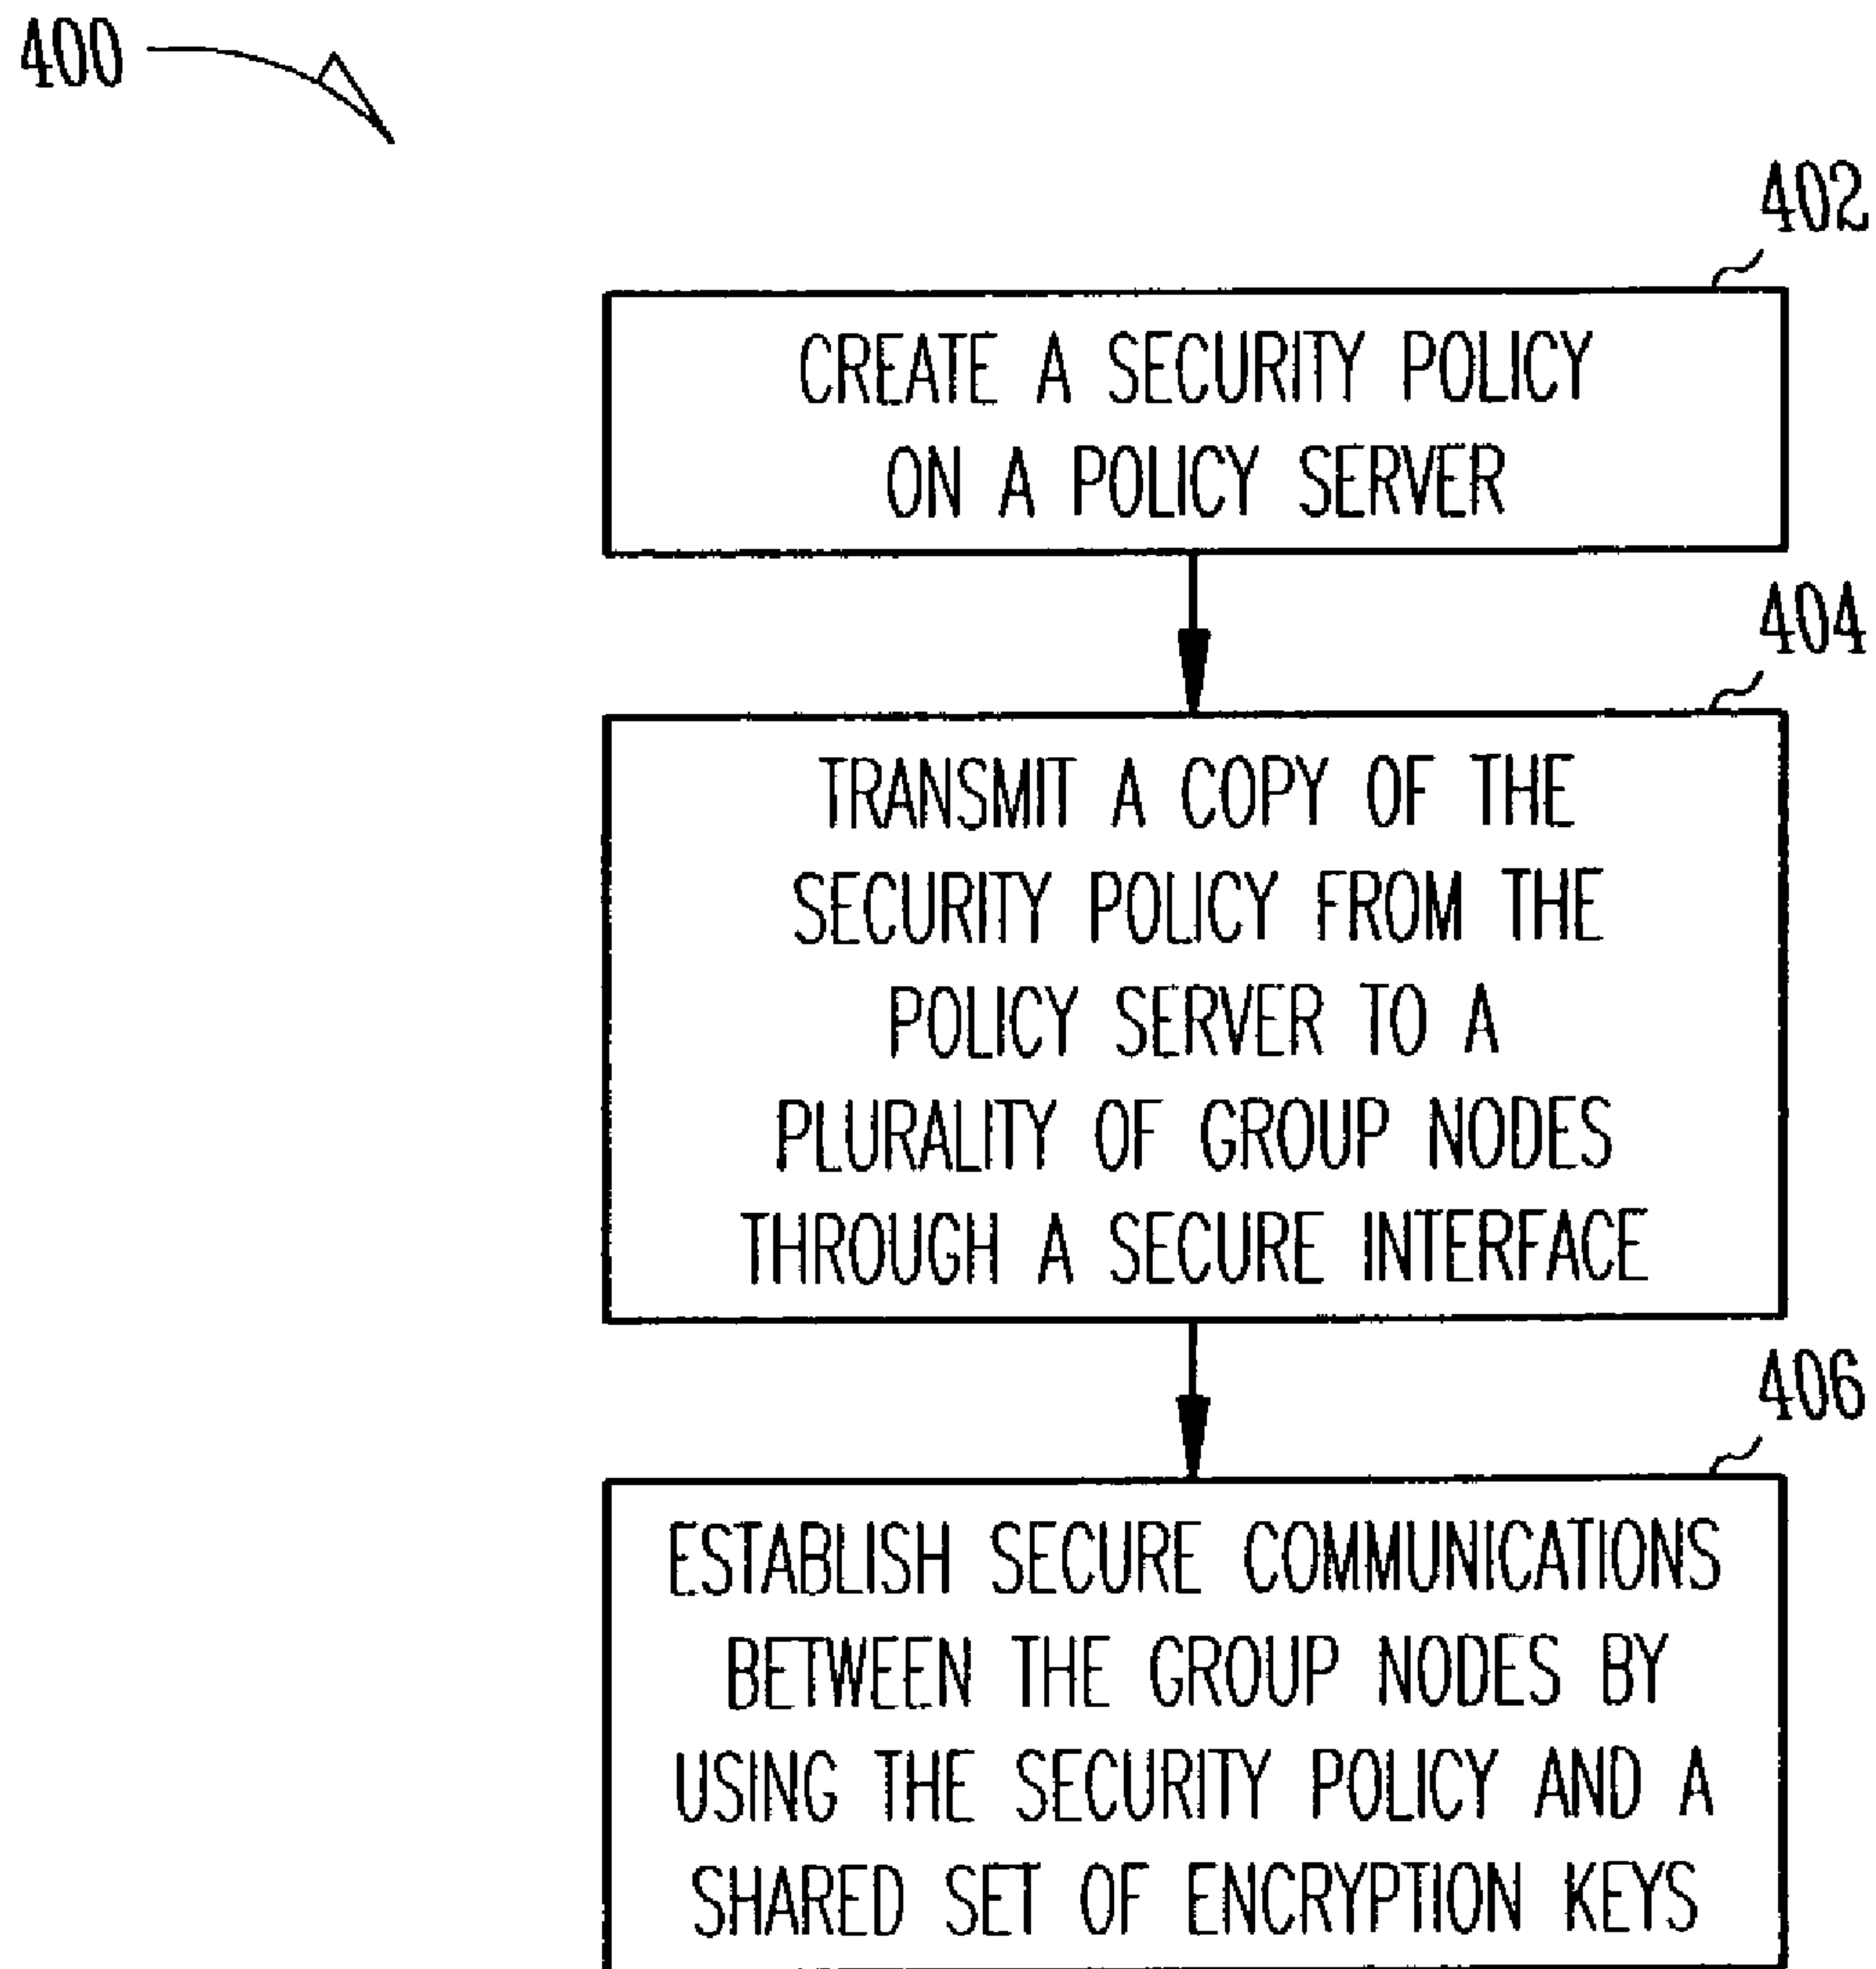 400
402
CREATE A SECURITY POLICY
ON A POLICY SERVER
404
TRANSMIT A COPY OF THE
SECURITY POLICY FROM THE
POLICY SERVER TO A
PLURALITY OF GROUP NODES
THROUGH A SECURE INTERFACE
406
ESTABLISH SECURE COMMUNICATIONS
BETWEEN THE GROUP NODES BY
USING THE SECURITY POLICY AND A
SHARED SET OF ENCRYPTION KEYS